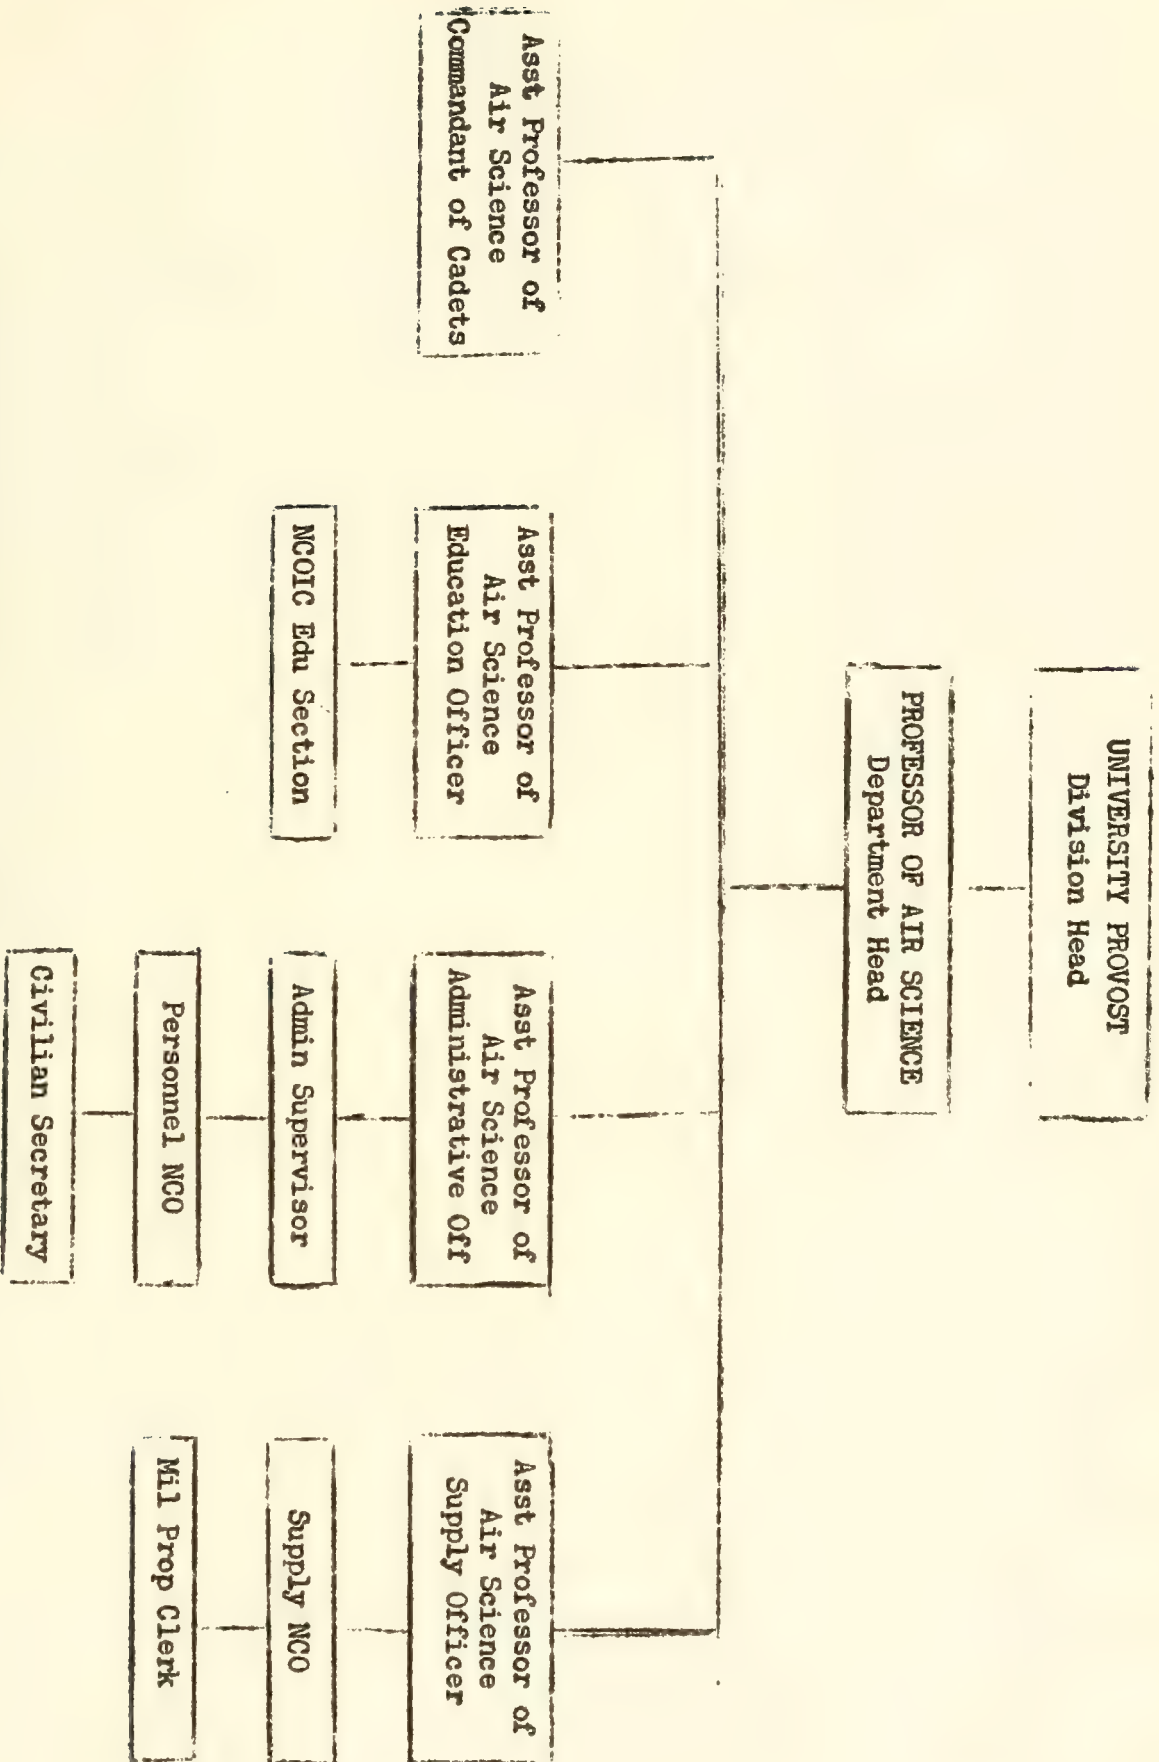 UNIVERSITY PROVOST
Division Head
PROFESSOR OF AIR SCIENCE
Department Head
Asst Professor of
Air Science
Commandant of Cadets
Asst Professor of
Air Science
Education Officer
NCOIC Edu Section
Asst Professor of
Air Science
Administrative Off
Admin Supervisor
Personnel NCO
Civilian Secretary
Asst Professor of
Air Science
Supply Officer
Supply NCO
Mil Prop Clerk